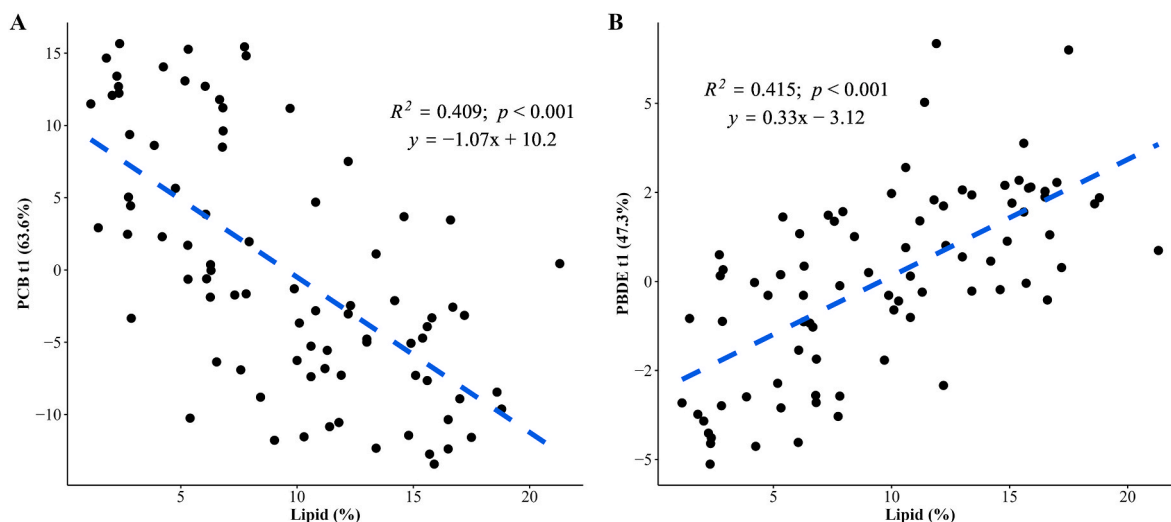 A
PCB t1 (63.6%)
15
10
5
0
−5
−10
R² = 0.409; p < 0.001
y = −1.07x + 10.2
5 10 15 20
Lipid (%)
B
PBDE t1 (47.3%)
5
2
0
−2
−5
R² = 0.415; p < 0.001
y = 0.33x − 3.12
5 10 15 20
Lipid (%)